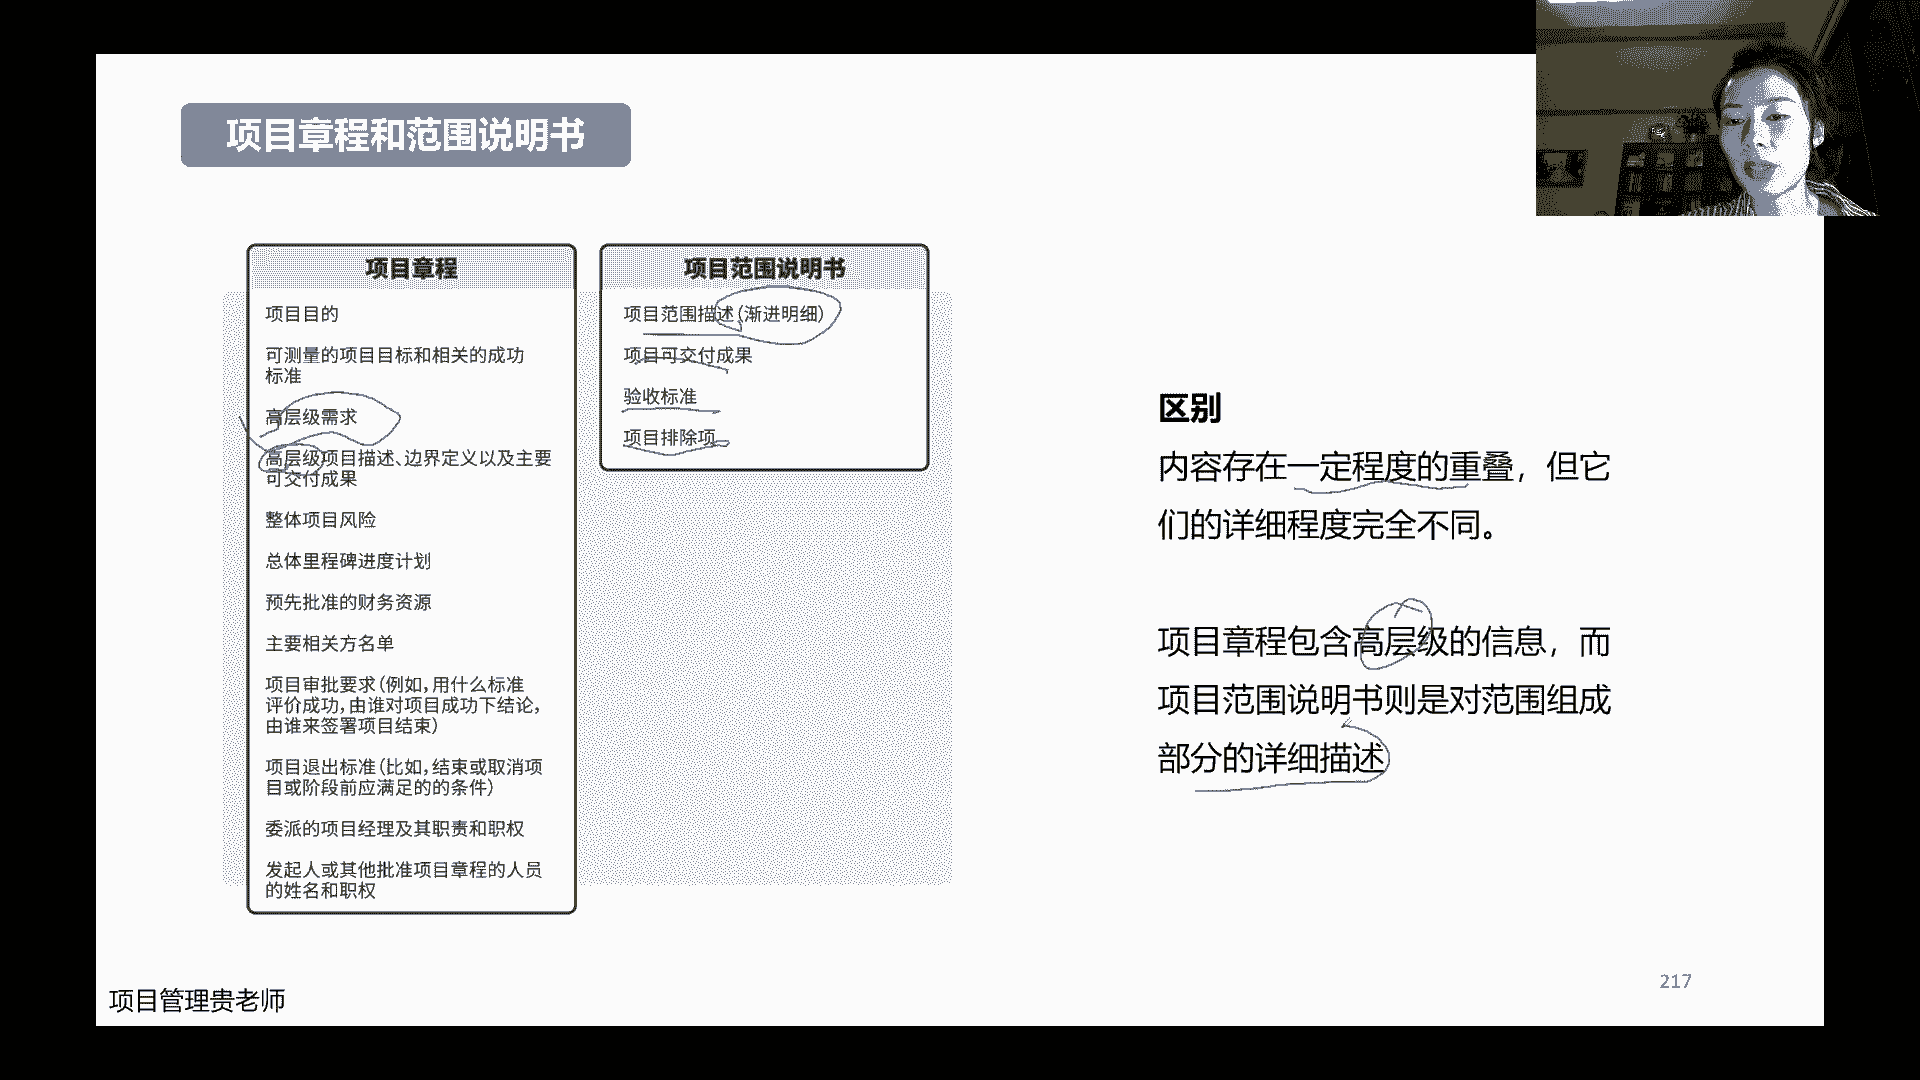 项目章程和范围说明书
项目章程
项目目的
可测量的项目目标和相关的成功
标准
高层级需求
高层级项目描述、边界定义以及主要
可交付成果
整体项目风险
总体里程碑进度计划
预先批准的财务资源
主要相关方名单
项目审批要求(例如,用什么标准
评价成功,由谁对项目成功下结论,
由谁来签署项目结束)
项目退出标准(比如,结束或取消项
目或阶段前应满足的的条件)
委派的项目经理及其职责和职权
发起人或其他批准项目章程的人员
的姓名和职权
项目范围说明书
项目范围描述(渐进明细)
项目可交付成果
验收标准
项目排除项
区别
内容存在一定程度的重叠，但它
们的详细程度完全不同。
项目章程包含高层级的信息，而
项目范围说明书则是对范围组成
部分的详细描述
217
项目管理贵老师